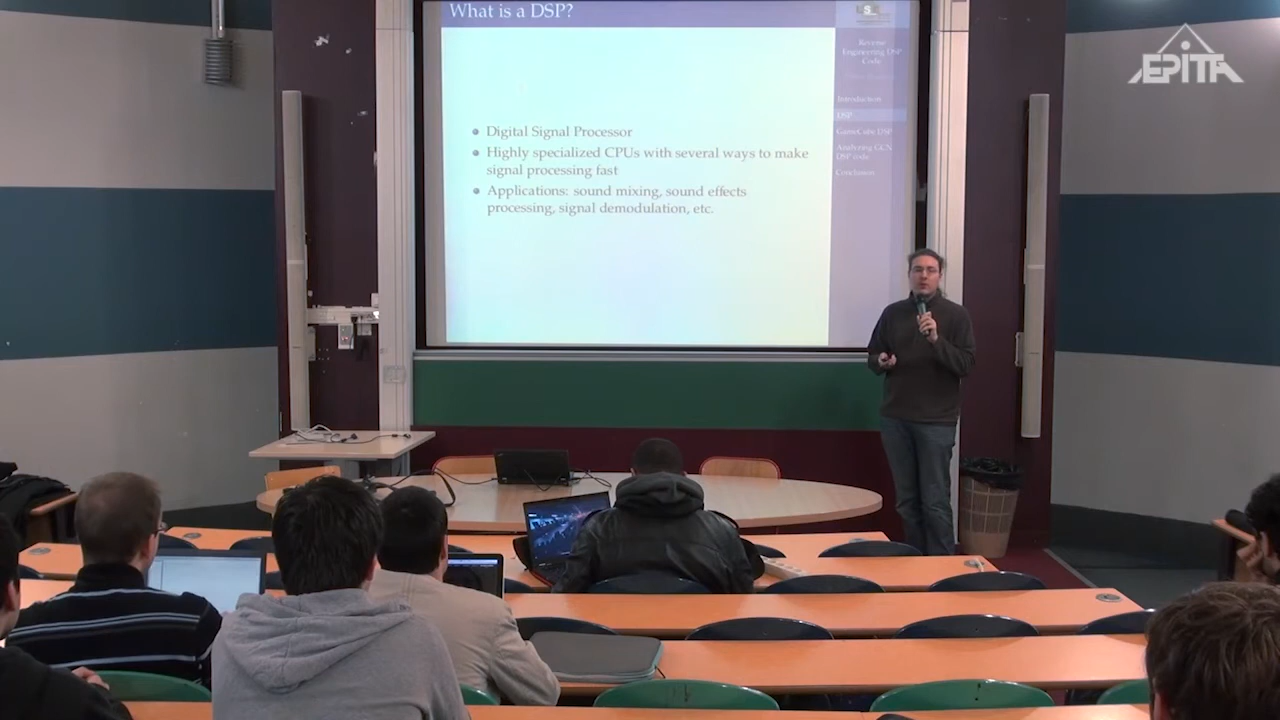 What is a DSP?
Digital Signal Processor
Highly specialized CPUs with several ways to make
signal processing fast
Applications: sound mixing, sound effects
processing, signal demodulation, etc.
Reverse
Engineering DSP
Code
Introduction
DSP
GameCube DSP
Analyzing GCN
DSP code
Conclusion
EPITA